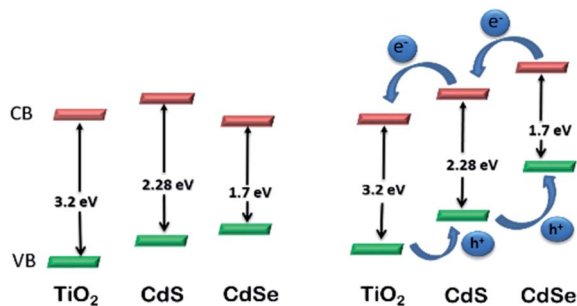 CB
3.2 eV
2.28 eV
1.7 eV
VB
TiO₂ CdS CdSe
e⁻
e⁻
1.7 eV
2.28 eV
3.2 eV
h⁺
h⁺
TiO₂ CdS CdSe